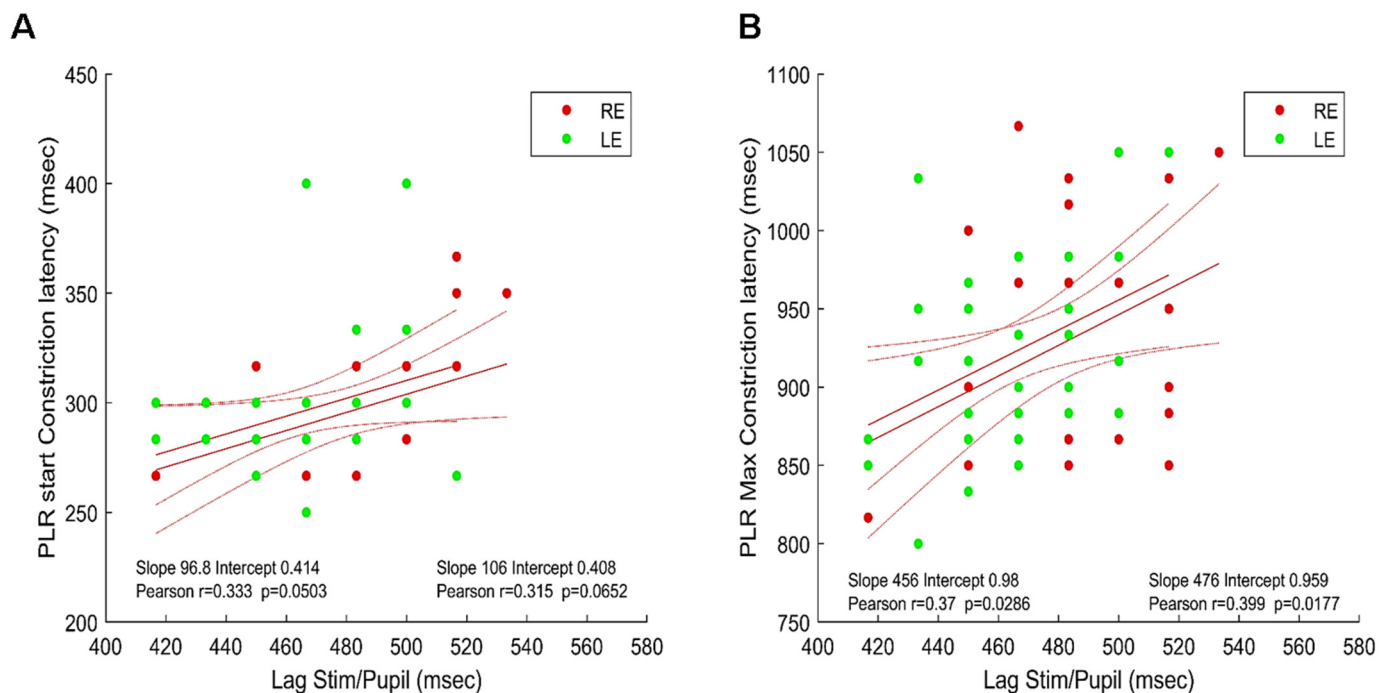 A
PLR start Constriction latency (msec)
450
400
350
300
250
200
RE
LE
Slope 96.8 Intercept 0.414
Pearson r=0.333 p=0.0503
Slope 106 Intercept 0.408
Pearson r=0.315 p=0.0652
400 420 440 460 480 500 520 540 560 580
Lag Stim/Pupil (msec)
B
PLR Max Constriction latency (msec)
1100
1050
1000
950
900
850
800
750
RE
LE
Slope 456 Intercept 0.98
Pearson r=0.37 p=0.0286
Slope 476 Intercept 0.959
Pearson r=0.399 p=0.0177
400 420 440 460 480 500 520 540 560 580
Lag Stim/Pupil (msec)